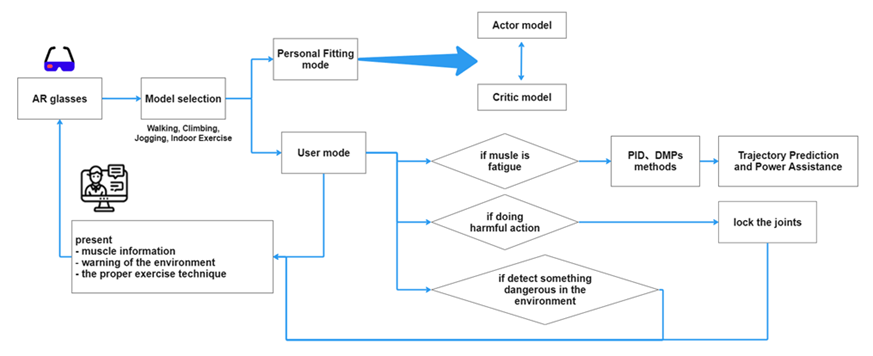 Actor model
Personal Fitting
mode
AR glasses
Model selection
Critic model
Walking, Climbing,
Jogging, Indoor Exercise
User mode
if musle is
fatigue
PID、DMPs
methods
Trajectory Prediction
and Power Assistance
if doing
harmful action
lock the joints
present
- muscle information
- warning of the environment
- the proper exercise technique
if detect something
dangerous in the
environment